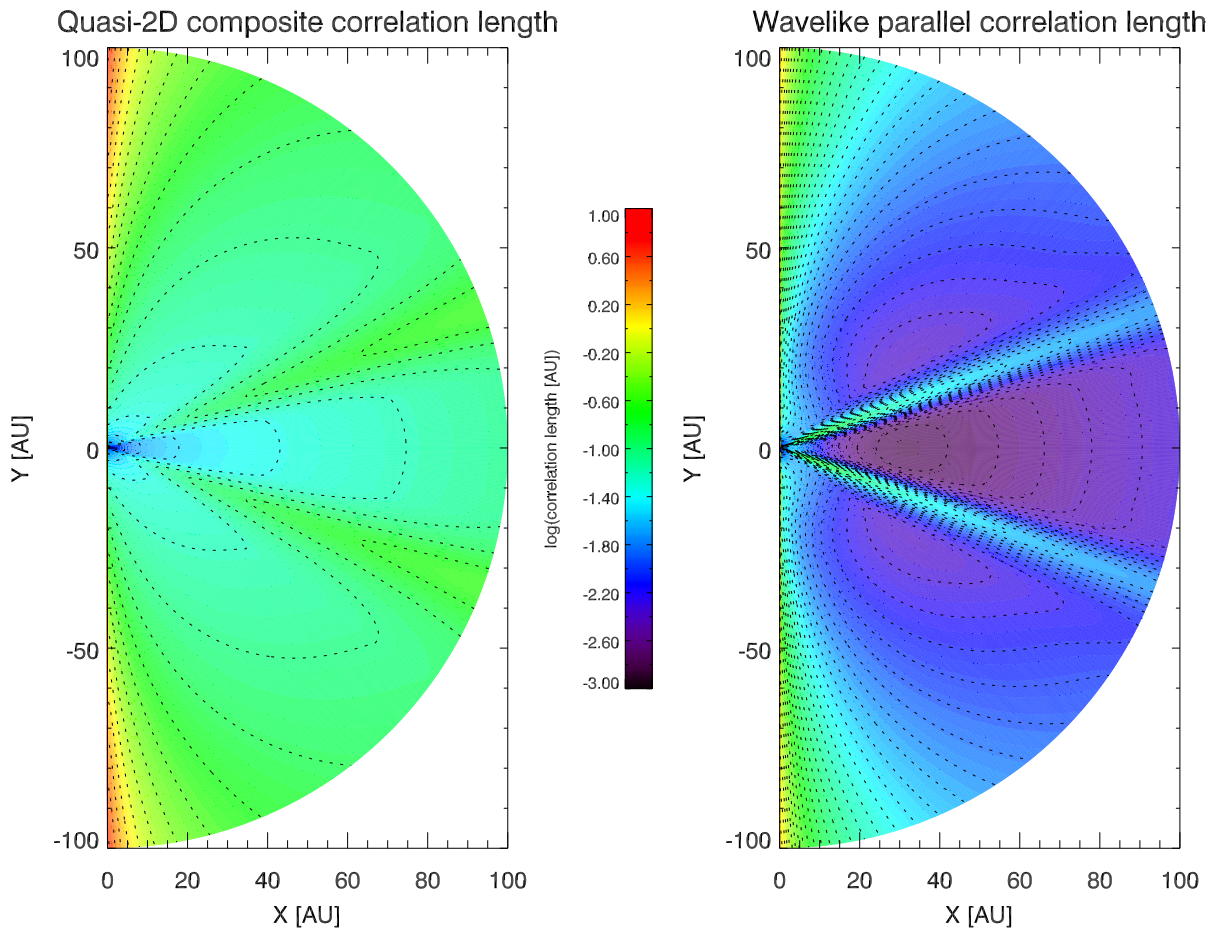 Quasi-2D composite correlation length
Wavelike parallel correlation length
100
50
0
-50
-100
Y [AU]
0 20 40 60 80 100
X [AU]
log(correlation length [AU])
1.00
0.60
0.20
-0.20
-0.60
-1.00
-1.40
-1.80
-2.20
-2.60
-3.00
100
50
0
-50
-100
Y [AU]
0 20 40 60 80 100
X [AU]